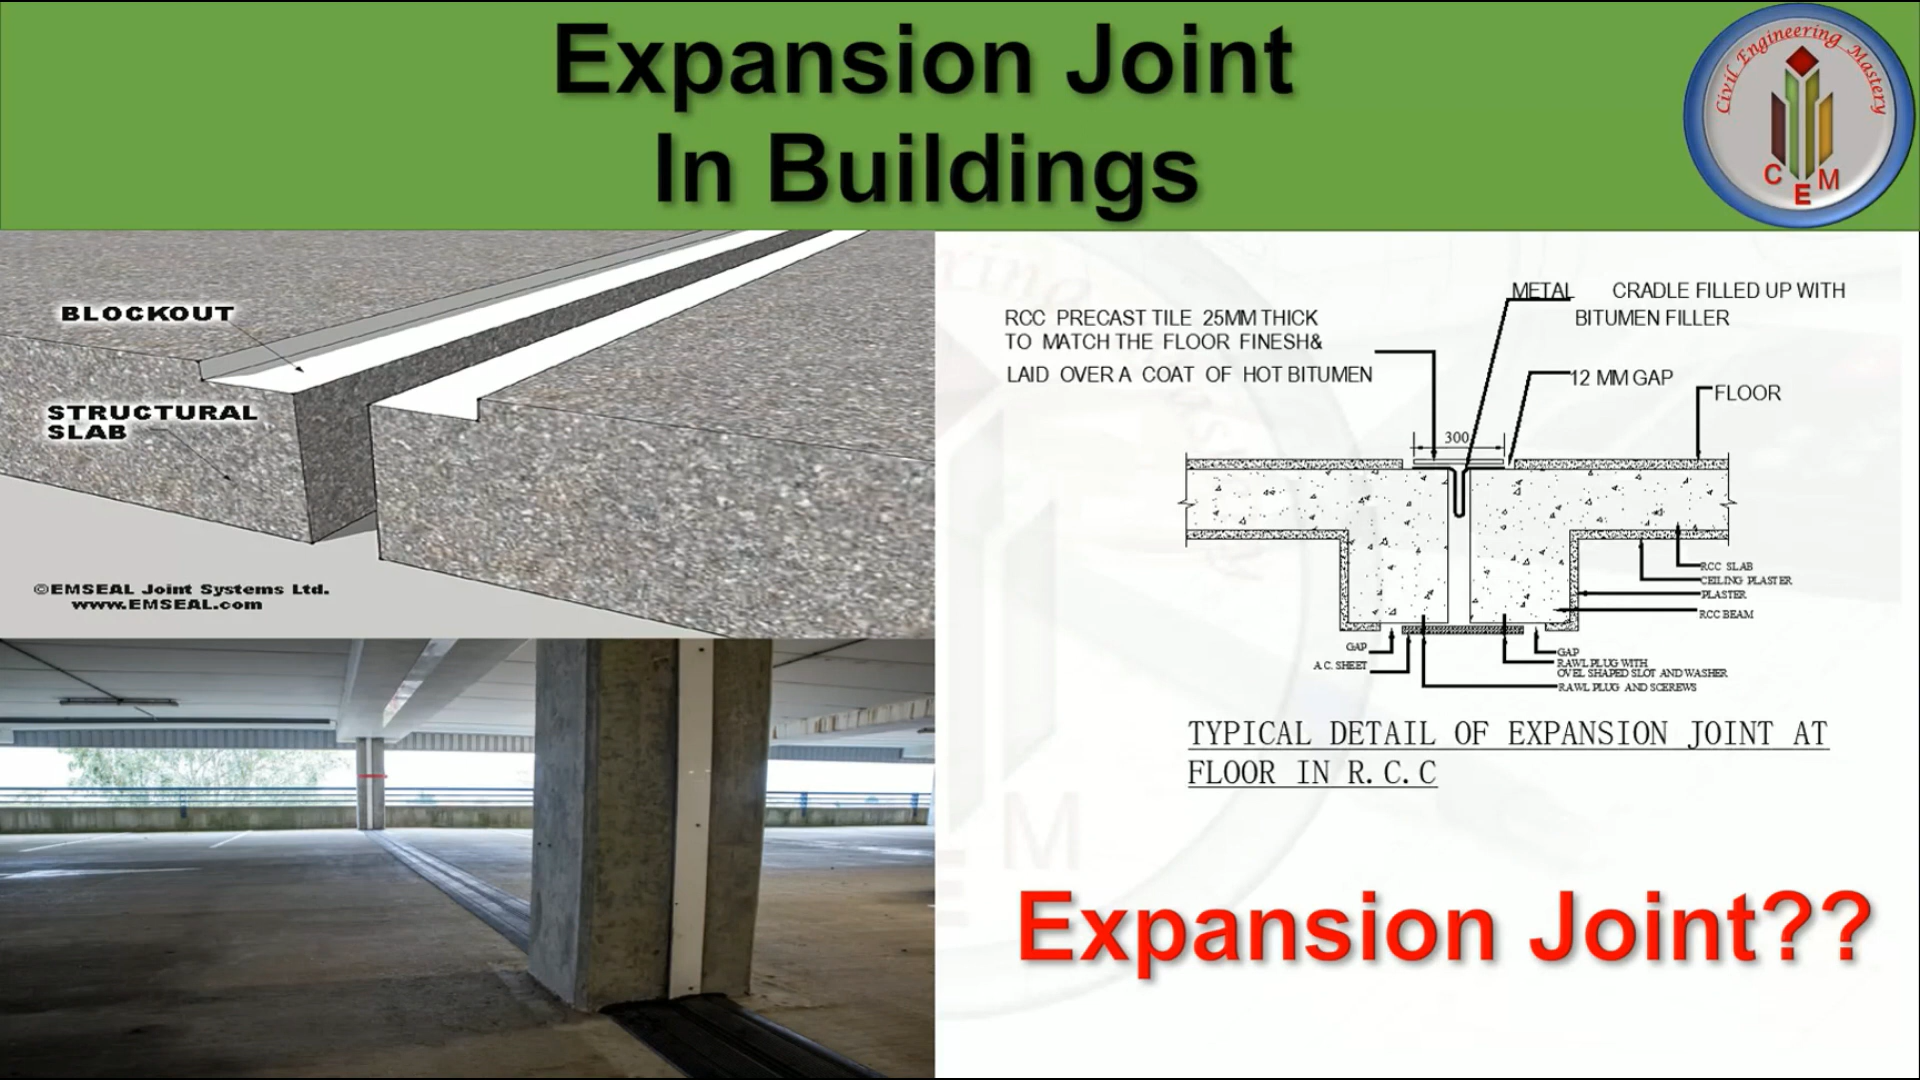 Expansion Joint
In Buildings
Civil Engineering Mastery
C E M
BLOCKOUT
STRUCTURAL
SLAB
©EMSEAL Joint Systems Ltd.
www.EMSEAL.com
METAL CRADLE FILLED UP WITH
BITUMEN FILLER
RCC PRECAST TILE 25MM THICK
TO MATCH THE FLOOR FINESH&
LAID OVER A COAT OF HOT BITUMEN
12 MM GAP
FLOOR
300
RCC SLAB
CEILING PLASTER
PLASTER
RCC BEAM
GAP
A.C. SHEET
GAP
RAWL PLUG WITH
OVEL SHAPED SLOT AND WASHER
RAWL PLUG AND SCEREWS
TYPICAL DETAIL OF EXPANSION JOINT AT
FLOOR IN R.C.C
Expansion Joint??